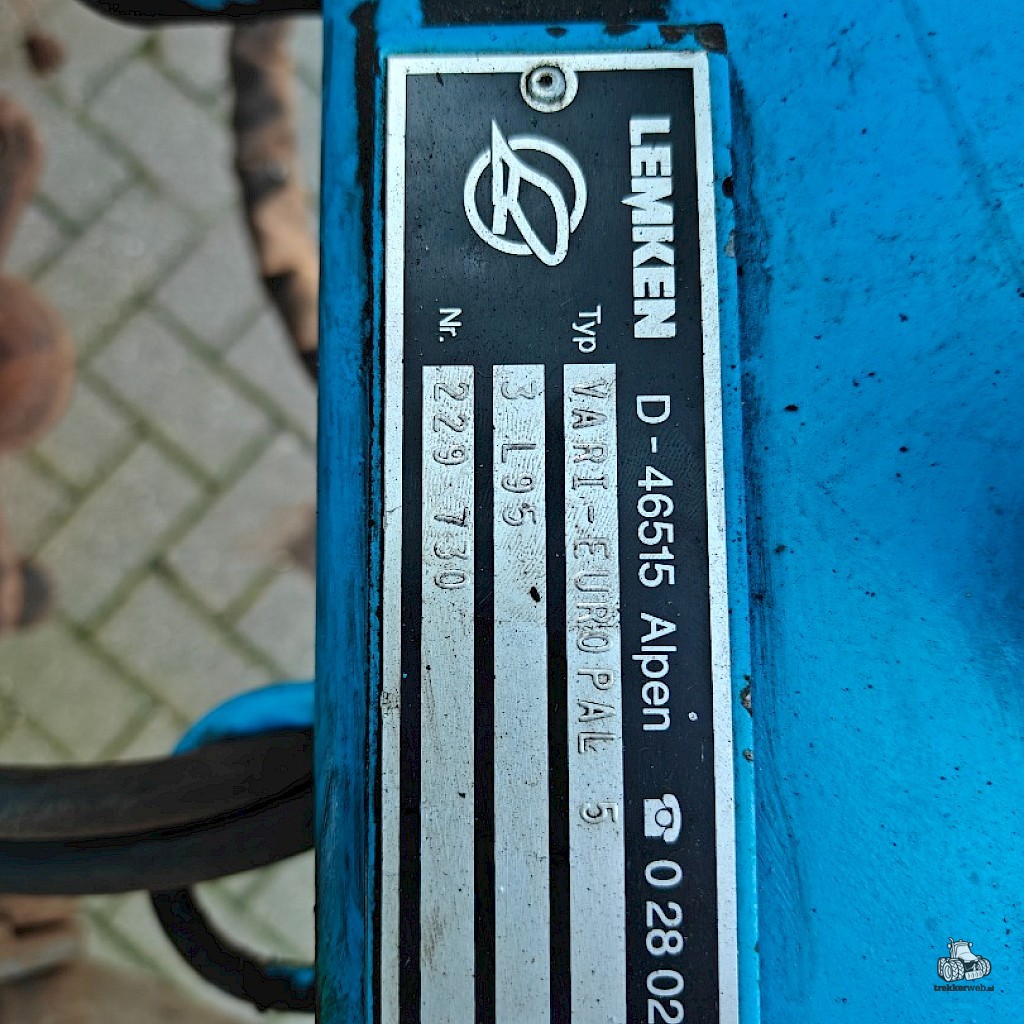 LEMKEN D - 46515 Alpen ☎ 0 28 02
Typ VARI-EUROPAL 5
3 L95
Nr. 229 730
trekkerweb.nl